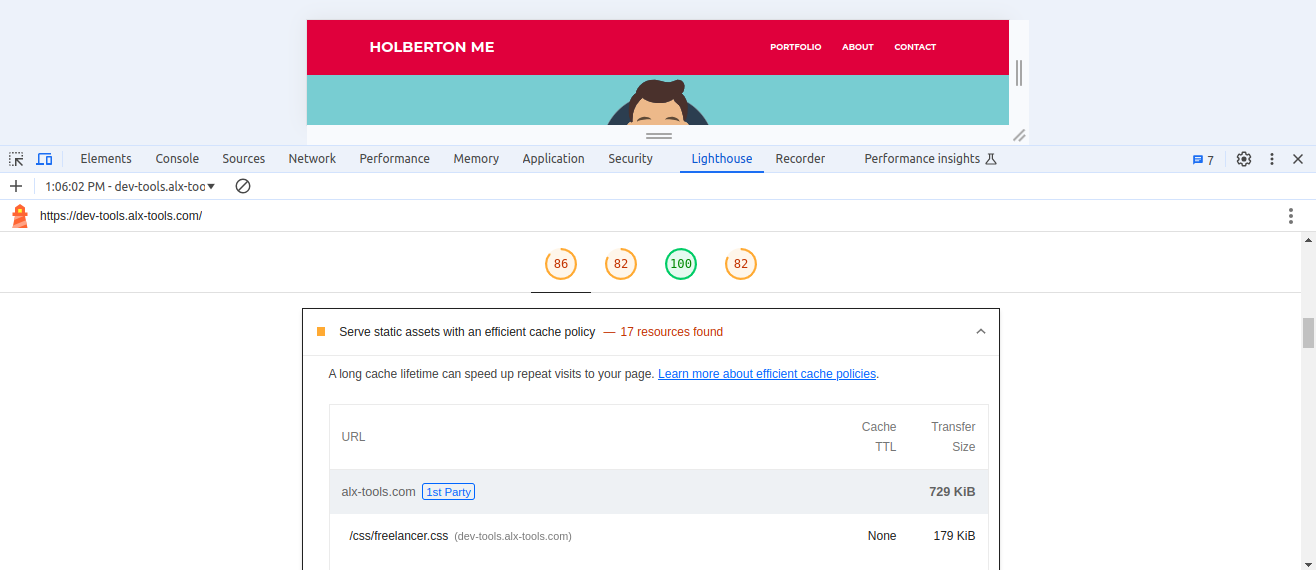 HOLBERTON ME PORTFOLIO ABOUT CONTACT
Elements Console Sources Network Performance Memory Application Security Lighthouse Recorder Performance insights 7
1:06:02 PM - dev-tools.alx-too
https://dev-tools.alx-tools.com/
86 82 100 82
Serve static assets with an efficient cache policy — 17 resources found
A long cache lifetime can speed up repeat visits to your page. Learn more about efficient cache policies.
URL Cache TTL Transfer Size
alx-tools.com 1st Party 729 KiB
/css/freelancer.css (dev-tools.alx-tools.com) None 179 KiB